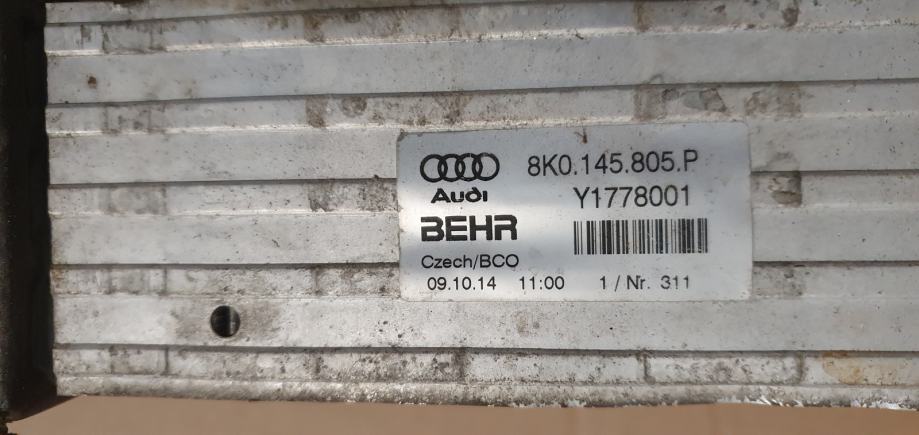 8K0.145.805.P
Audi
Y1778001
BEHR
Czech/BCO
09.10.14 11:00 1 / Nr. 311